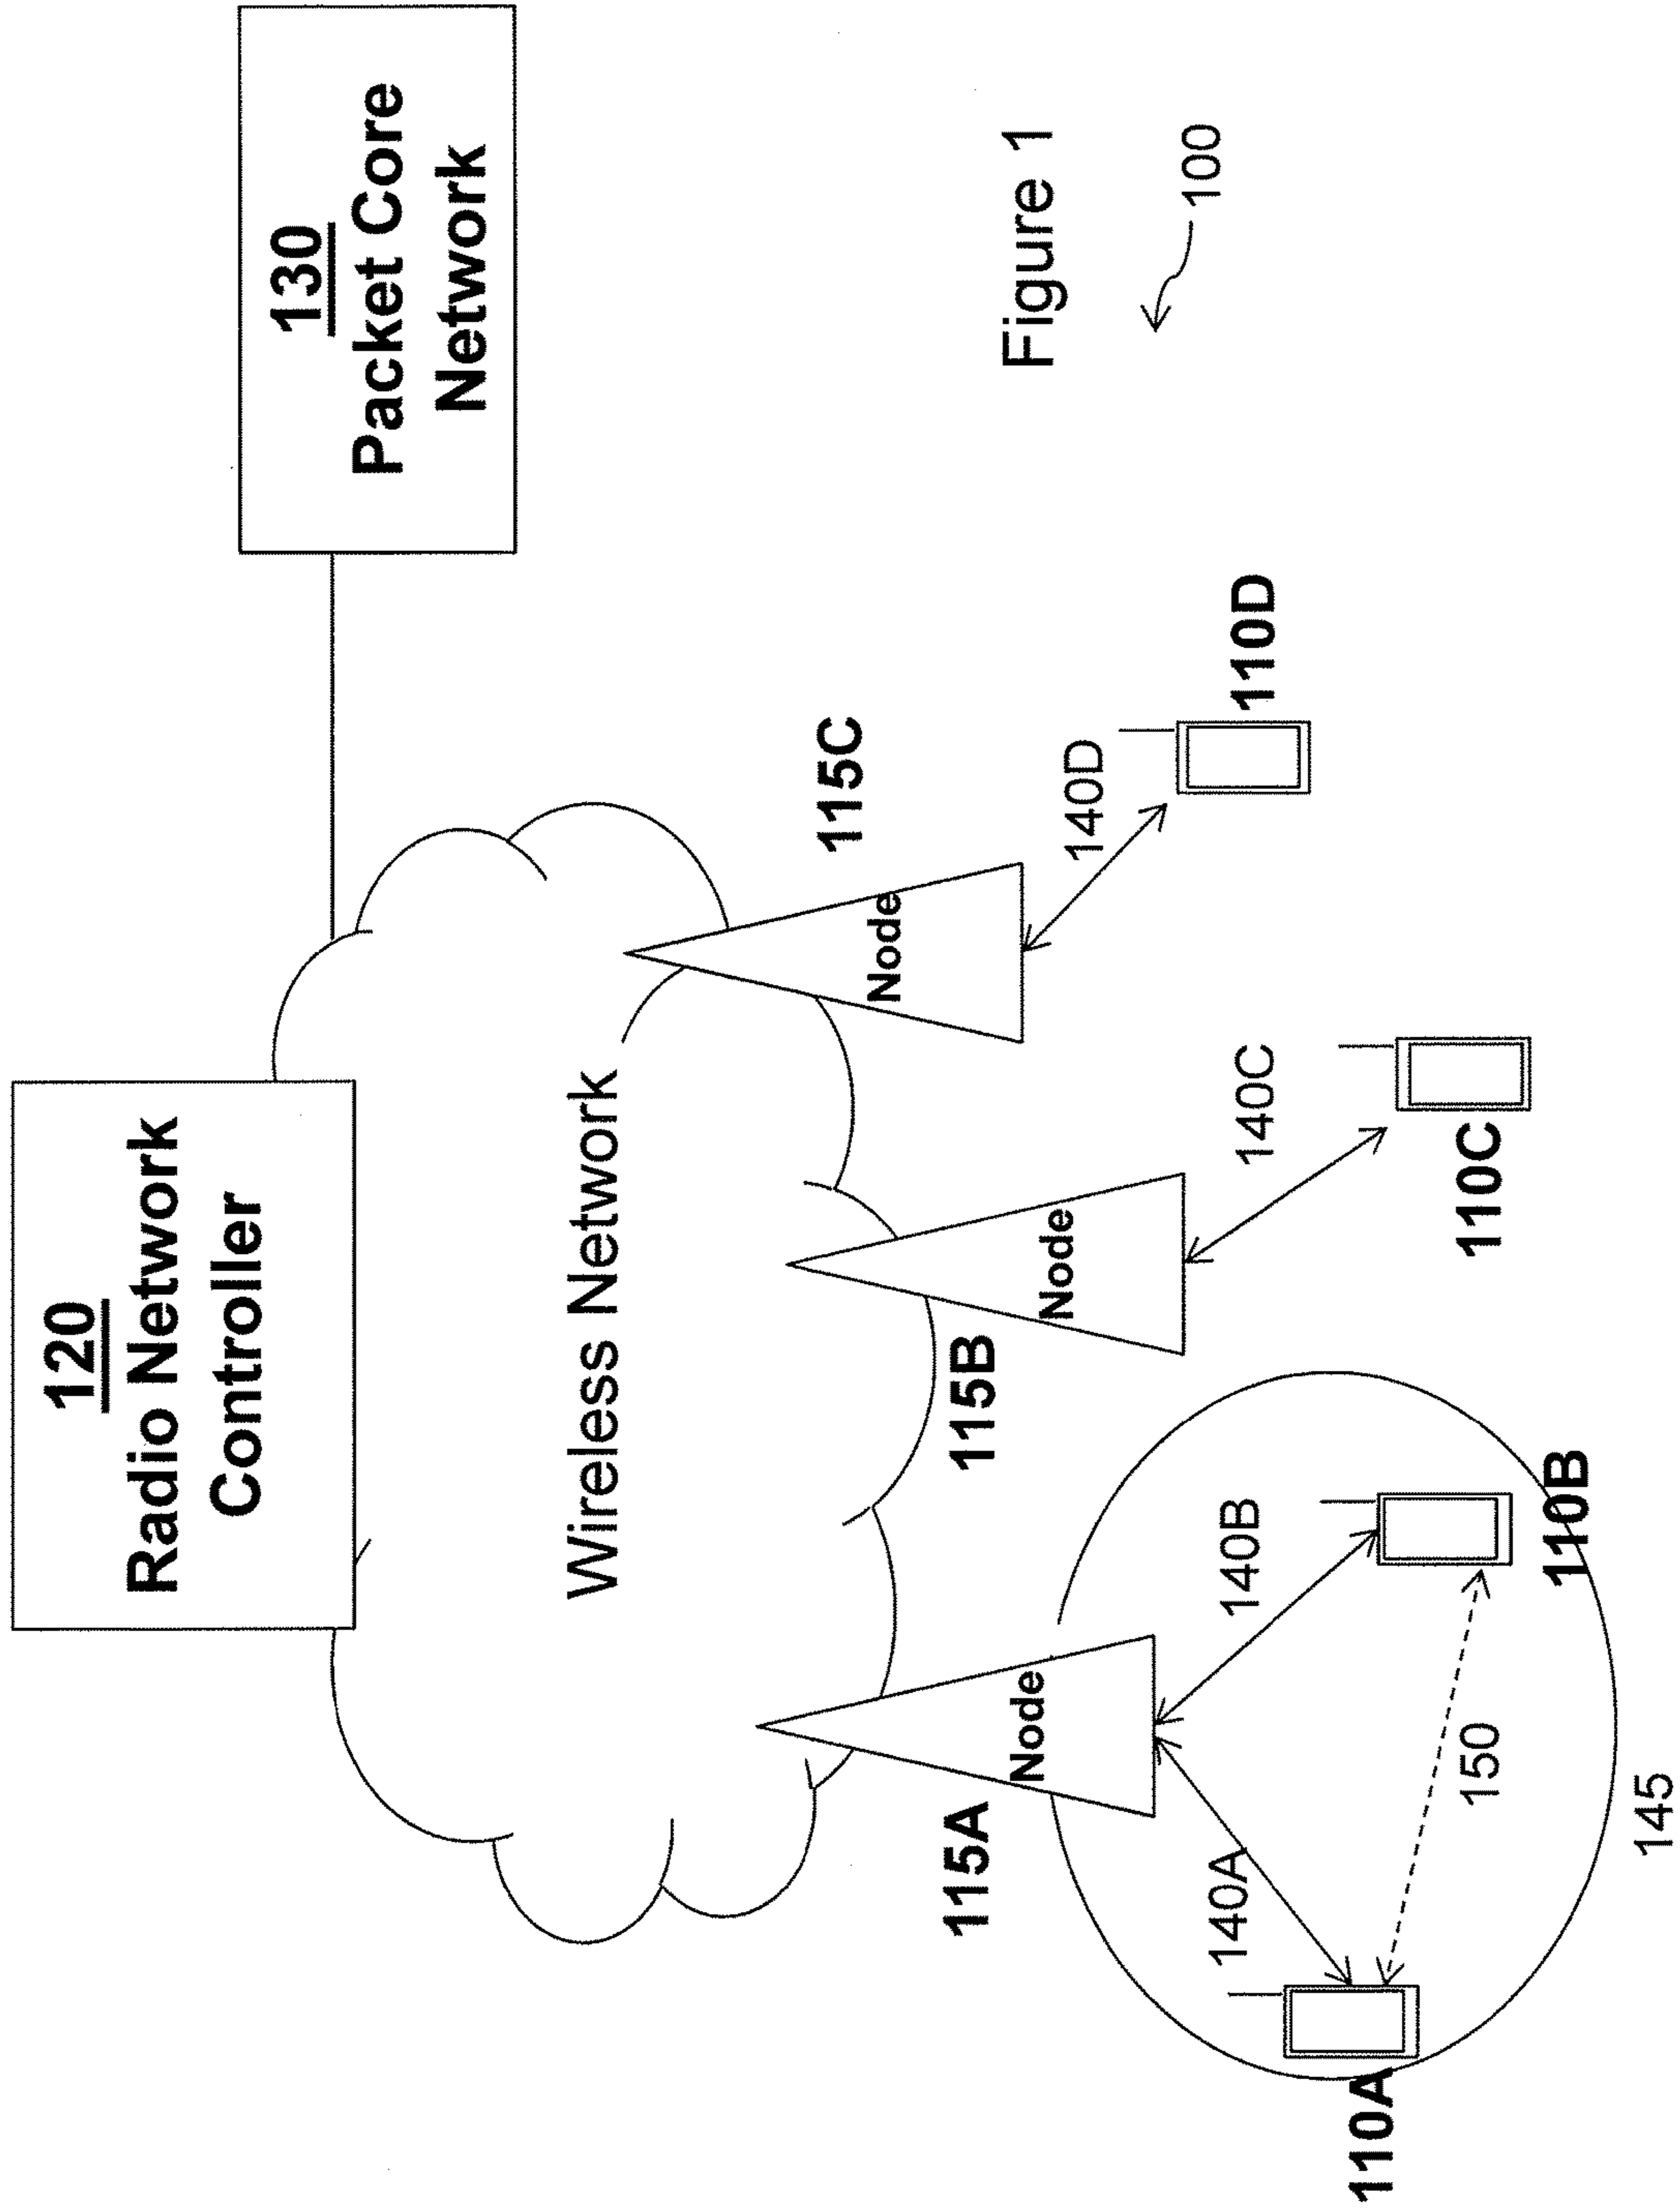 120
Radio Network
Controller
130
Packet Core
Network
Wireless Network
115A
Node
115B
Node
115C
Node
140A
140B
140C
140D
110A
110B
110C
110D
150
145
Figure 1
100